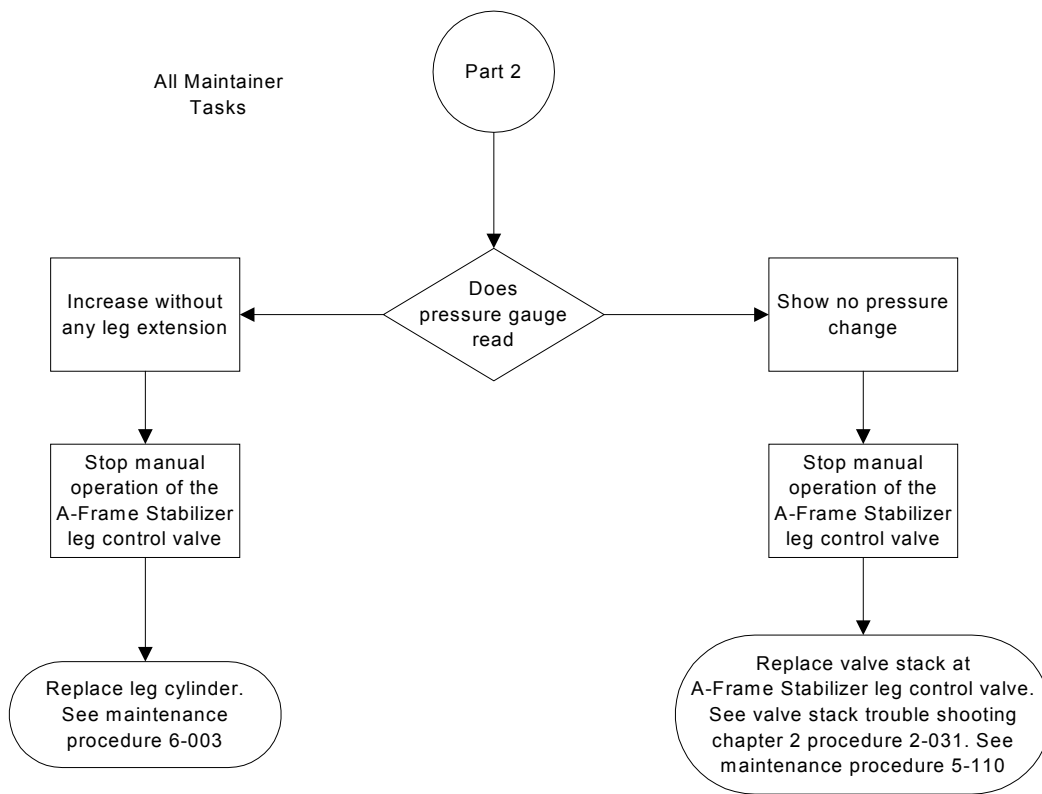 All Maintainer
Tasks
Part 2
Does
pressure gauge
read
Increase without
any leg extension
Show no pressure
change
Stop manual
operation of the
A-Frame Stabilizer
leg control valve
Stop manual
operation of the
A-Frame Stabilizer
leg control valve
Replace leg cylinder.
See maintenance
procedure 6-003
Replace valve stack at
A-Frame Stabilizer leg control valve.
See valve stack trouble shooting
chapter 2 procedure 2-031. See
maintenance procedure 5-110